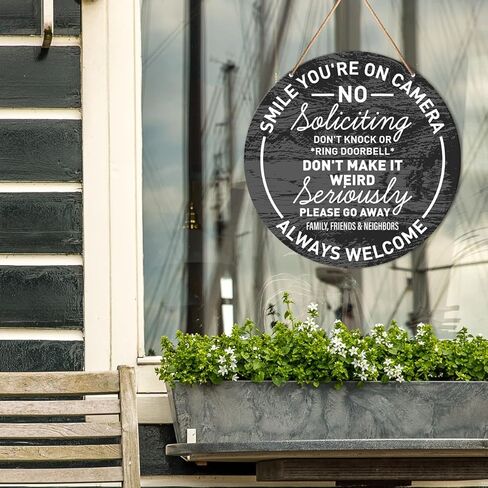 SMILE YOU'RE ON CAMERA
NO
Soliciting
DON'T KNOCK OR
*RING DOORBELL*
DON'T MAKE IT
WEIRD
Seriously
PLEASE GO AWAY
FAMILY, FRIENDS & NEIGHBORS
ALWAYS WELCOME